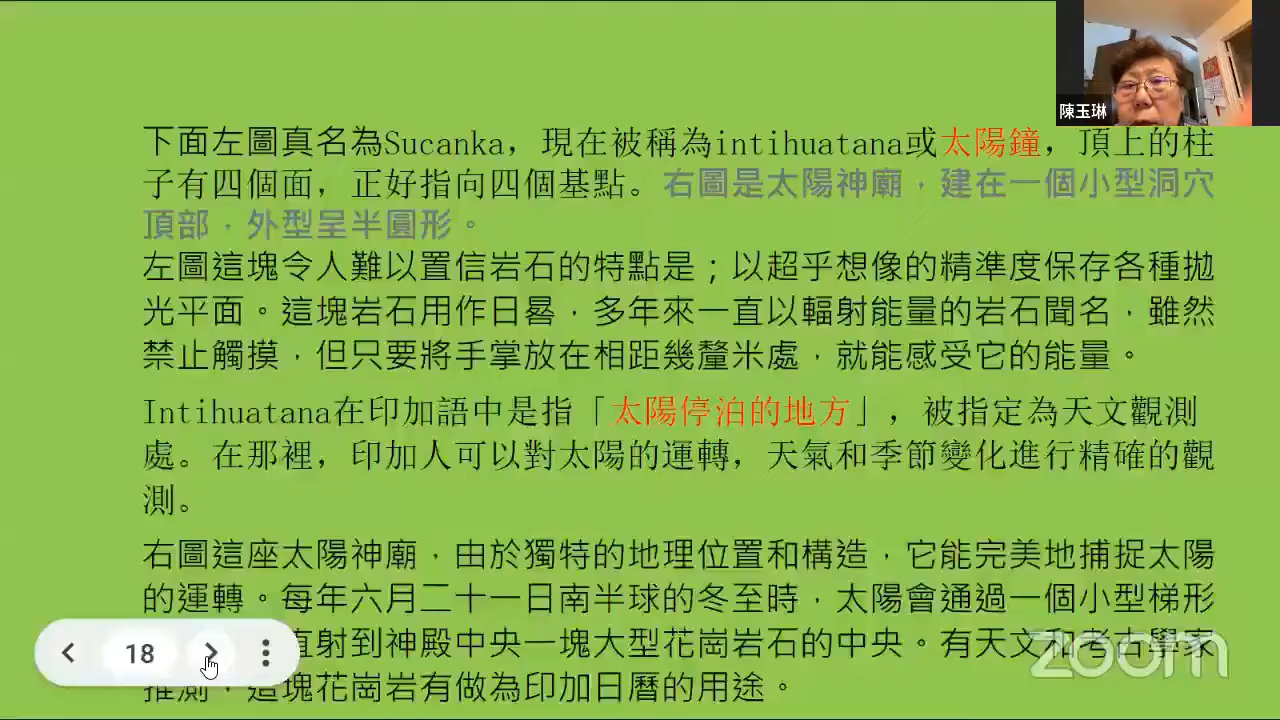 陳玉琳
下面左圖真名為Sucanka，現在被稱為intihuatana或太陽鐘，頂上的柱
子有四個面，正好指向四個基點。右圖是太陽神廟，建在一個小型洞穴
頂部，外型呈半圓形。
左圖這塊令人難以置信岩石的特點是；以超乎想像的精準度保存各種拋
光平面。這塊岩石用作日晷，多年來一直以輻射能量的岩石聞名，雖然
禁止觸摸，但只要將手掌放在相距幾釐米處，就能感受它的能量。
Intihuatana在印加語中是指「太陽停泊的地方」，被指定為天文觀測
處。在那裡，印加人可以對太陽的運轉，天氣和季節變化進行精確的觀
測。
右圖這座太陽神廟，由於獨特的地理位置和構造，它能完美地捕捉太陽
的運轉。每年六月二十一日南半球的冬至時，太陽會通過一個小型梯形
直射到神殿中央一塊大型花崗岩石的中央。有天文和考古學家
推測，這塊花崗岩有做為印加日曆的用途。
18
zoom